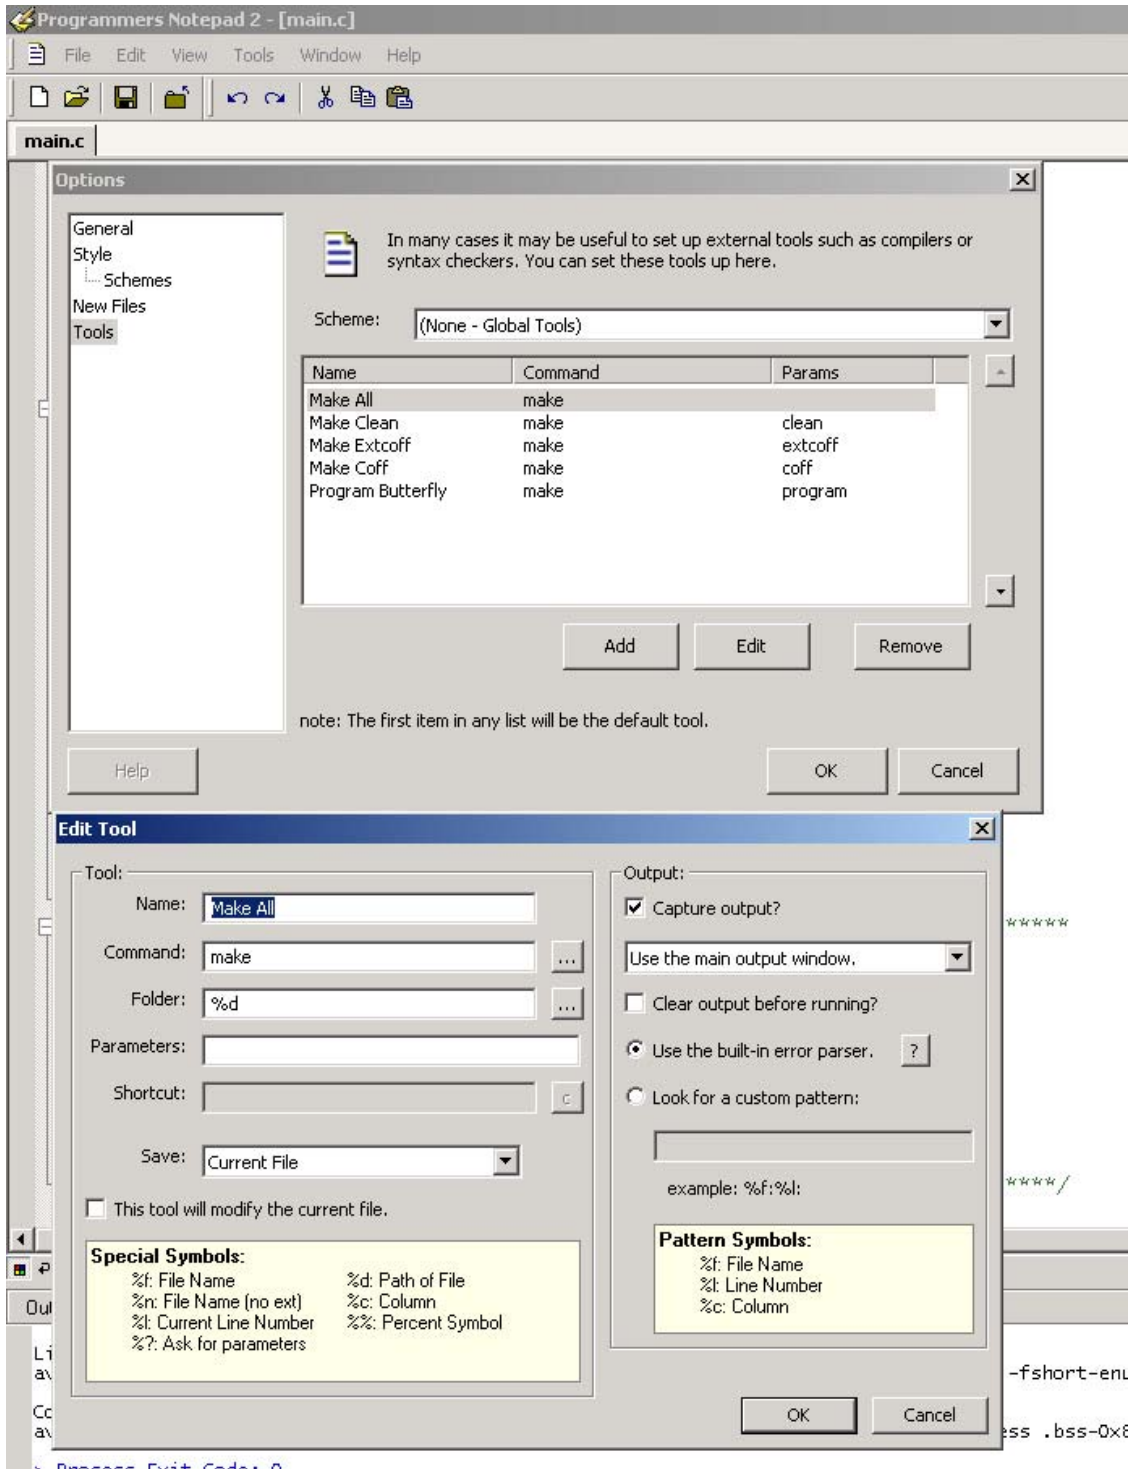 Programmers Notepad 2 - [main.c]
File Edit View Tools Window Help
main.c
Options
General
Style
Schemes
New Files
Tools
In many cases it may be useful to set up external tools such as compilers or
syntax checkers. You can set these tools up here.
Scheme: (None - Global Tools)
Name Command Params
Make All make
Make Clean make clean
Make Extcoff make extcoff
Make Coff make coff
Program Butterfly make program
Add Edit Remove
note: The first item in any list will be the default tool.
Help OK Cancel
Edit Tool
Tool:
Name: Make All
Command: make ...
Folder: %d ...
Parameters:
Shortcut: c
Save: Current File
This tool will modify the current file.
Special Symbols:
%f: File Name %d: Path of File
%n: File Name (no ext) %c: Column
%l: Current Line Number %%: Percent Symbol
%?: Ask for parameters
Output:
Capture output?
Use the main output window.
Clear output before running?
Use the built-in error parser. ?
Look for a custom pattern:
example: %f:%l:
Pattern Symbols:
%f: File Name
%l: Line Number
%c: Column
OK Cancel
*****
****/
-fshort-enu
ess .bss-0x8
> Process Exit Code: 0